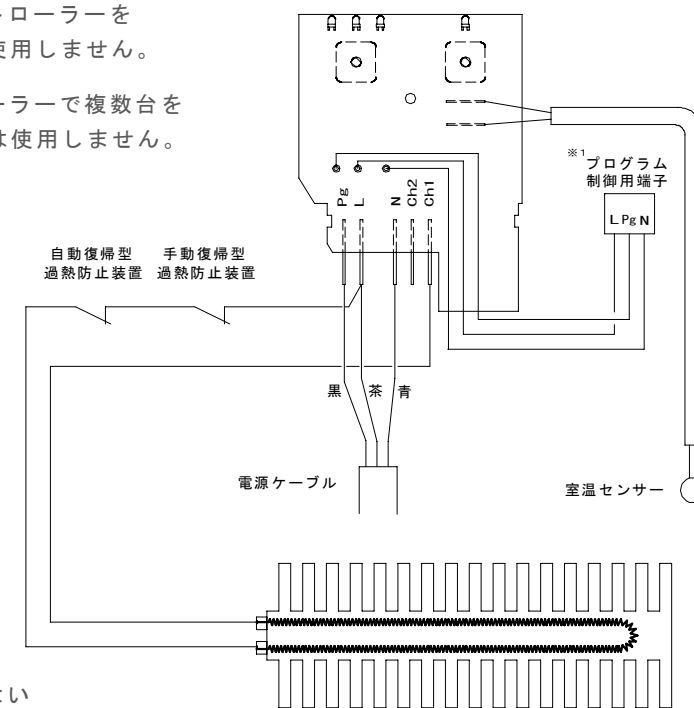 トローラーを
使用しません。
ーラーで複数台を
は使用しません。
※1 プログラム
制御用端子
L Pg N
Pg
L
N
Ch2
Ch1
自動復帰型
過熱防止装置
手動復帰型
過熱防止装置
黒
茶
青
電源ケーブル
室温センサー
さい